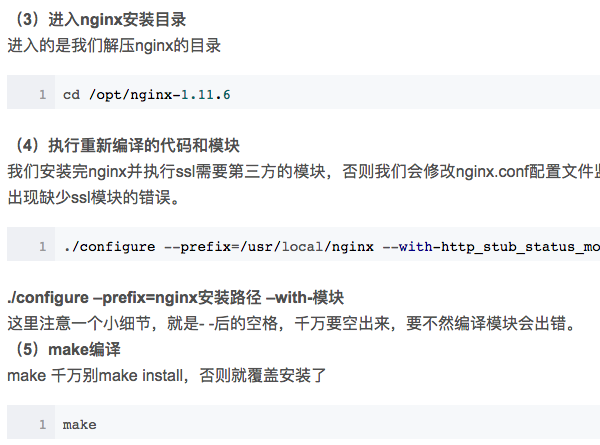 （3）进入nginx安装目录
进入的是我们解压nginx的目录
1 cd /opt/nginx-1.11.6
（4）执行重新编译的代码和模块
我们安装完nginx并执行ssl需要第三方的模块，否则我们会修改nginx.conf配置文件
出现缺少ssl模块的错误。
1 ./configure --prefix=/usr/local/nginx --with-http_stub_status_mo
./configure –prefix=nginx安装路径 –with-模块
这里注意一个小细节，就是- -后的空格，千万要空出来，要不然编译模块会出错。
（5）make编译
make 千万别make install，否则就覆盖安装了
1 make